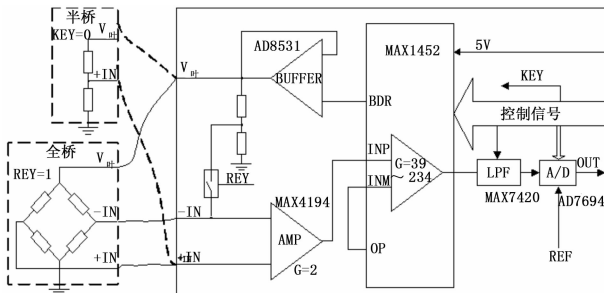 半桥
KEY=0
V叶
+IN
全桥
REY=1
V叶
-IN
+IN
V叶
AD8531
BUFFER
REY
-IN
MAX4194
AMP
G=2
MAX1452
BDR
INP
G=39
INM
~234
OP
5V
KEY
控制信号
LPF
A/D
OUT
MAX7420
AD7694
REF